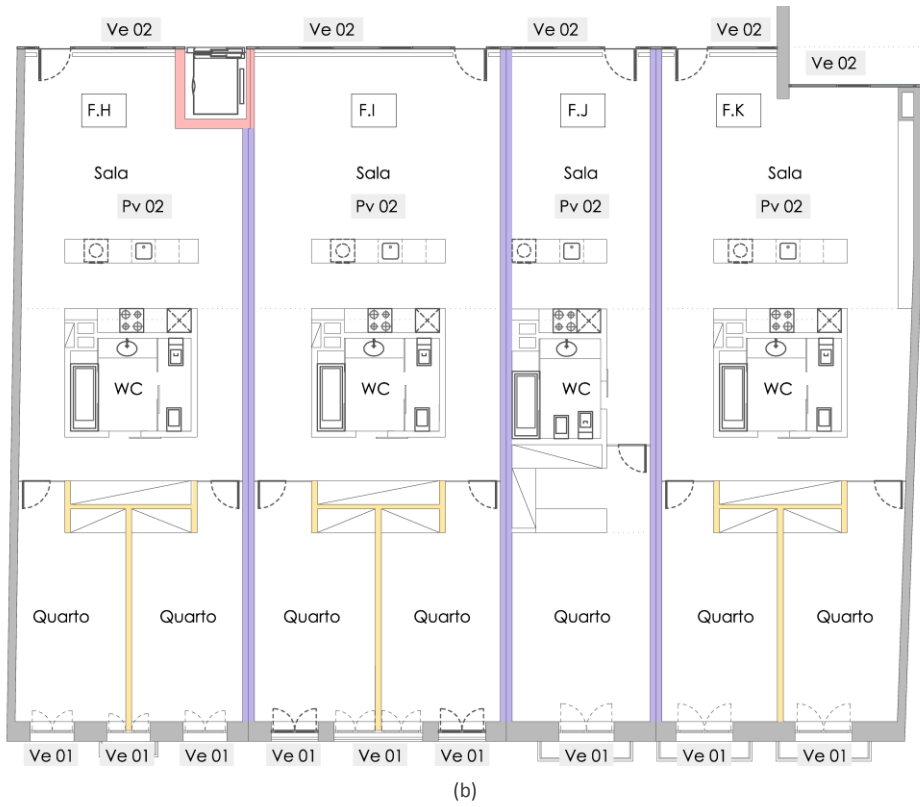 Ve 02 Ve 02 Ve 02 Ve 02
Ve 02
F.H F.I F.J F.K
Sala Sala Sala Sala
Pv 02 Pv 02 Pv 02 Pv 02
WC WC WC WC
Quarto Quarto Quarto Quarto Quarto Quarto Quarto
Ve 01 Ve 01 Ve 01 Ve 01 Ve 01 Ve 01 Ve 01 Ve 01 Ve 01
(b)